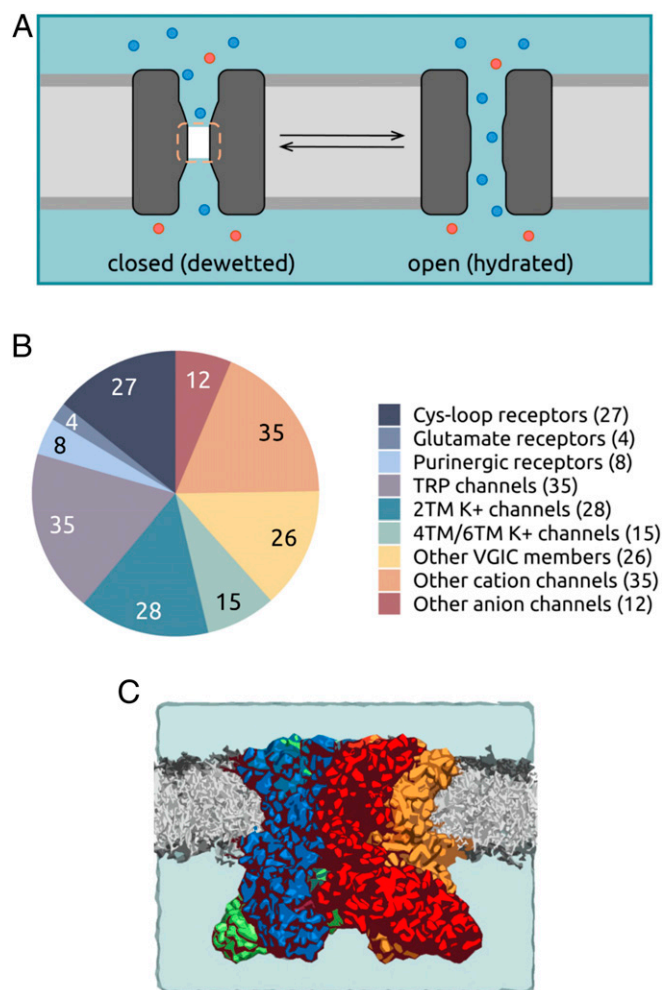 A
closed (dewetted)
open (hydrated)
B
27
12
4
35
8
35
26
28
15
Cys-loop receptors (27)
Glutamate receptors (4)
Purinergic receptors (8)
TRP channels (35)
2TM K+ channels (28)
4TM/6TM K+ channels (15)
Other VGIC members (26)
Other cation channels (35)
Other anion channels (12)
C